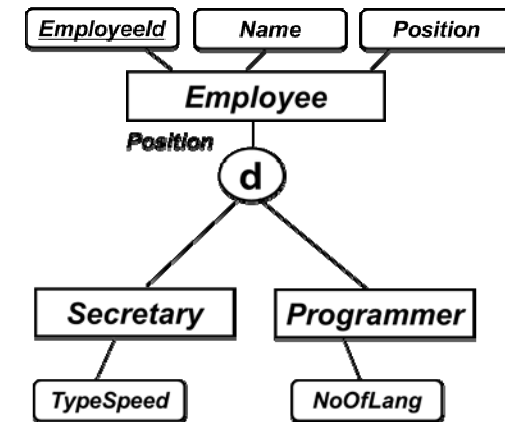 EmployeeId Name Position
Employee
Position
d
Secretary Programmer
TypeSpeed NoOfLang